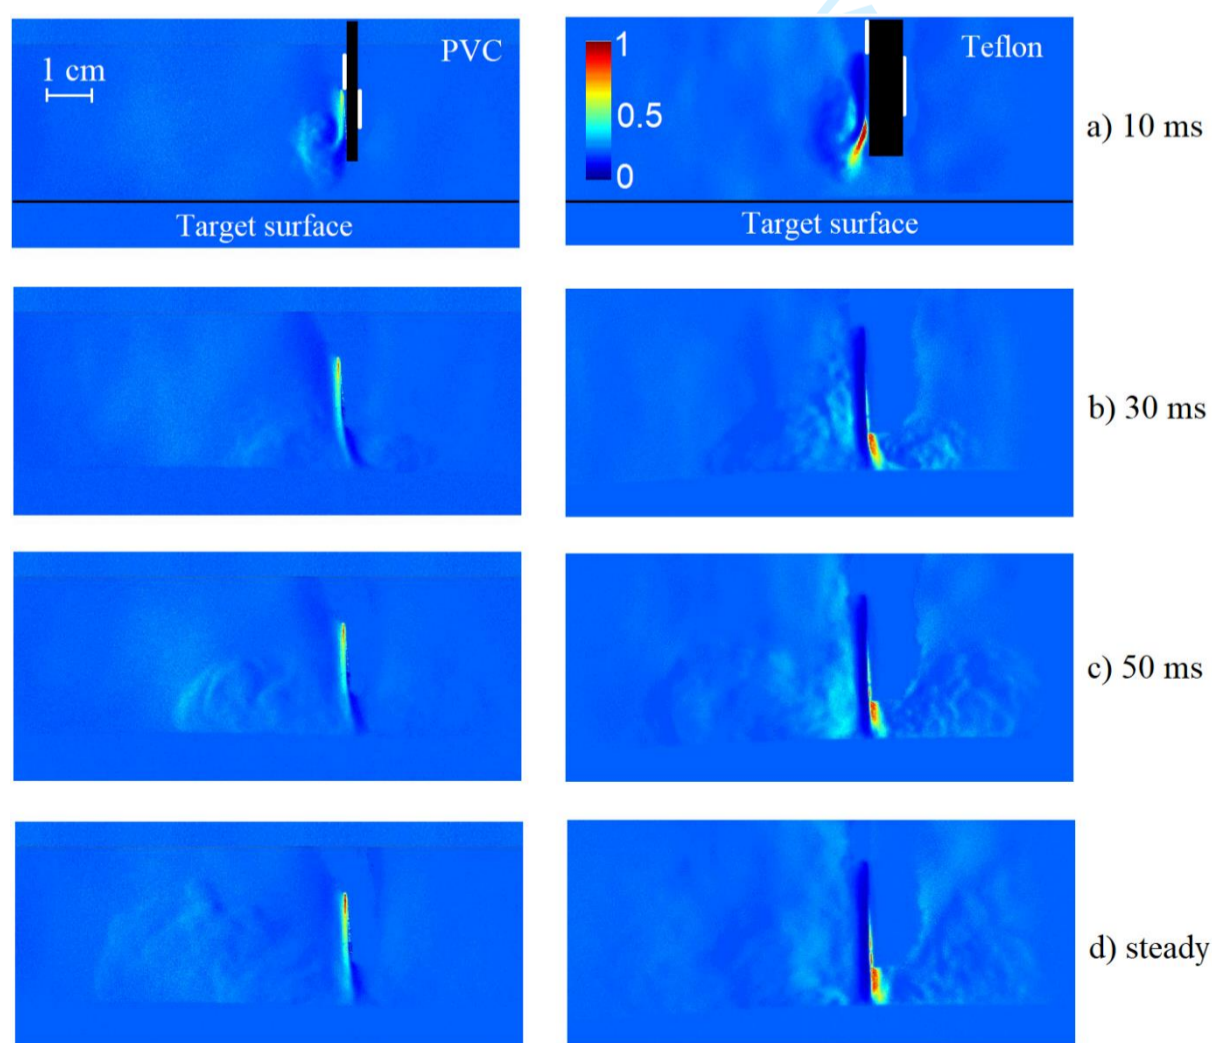 PVC
1 cm
Target surface
1
Teflon
0.5
0
Target surface
a) 10 ms
b) 30 ms
c) 50 ms
d) steady